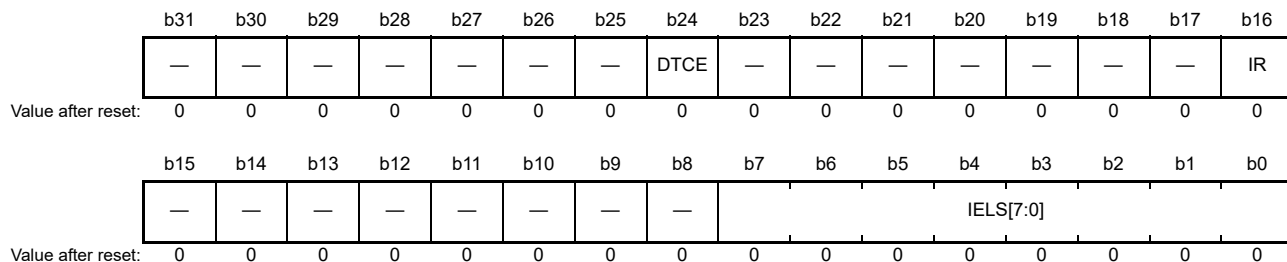 b31 b30 b29 b28 b27 b26 b25 b24 b23 b22 b21 b20 b19 b18 b17 b16
— — — — — — — DTCE — — — — — — — IR
Value after reset: 0 0 0 0 0 0 0 0 0 0 0 0 0 0 0 0
b15 b14 b13 b12 b11 b10 b9 b8 b7 b6 b5 b4 b3 b2 b1 b0
— — — — — — — — IELS[7:0]
Value after reset: 0 0 0 0 0 0 0 0 0 0 0 0 0 0 0 0